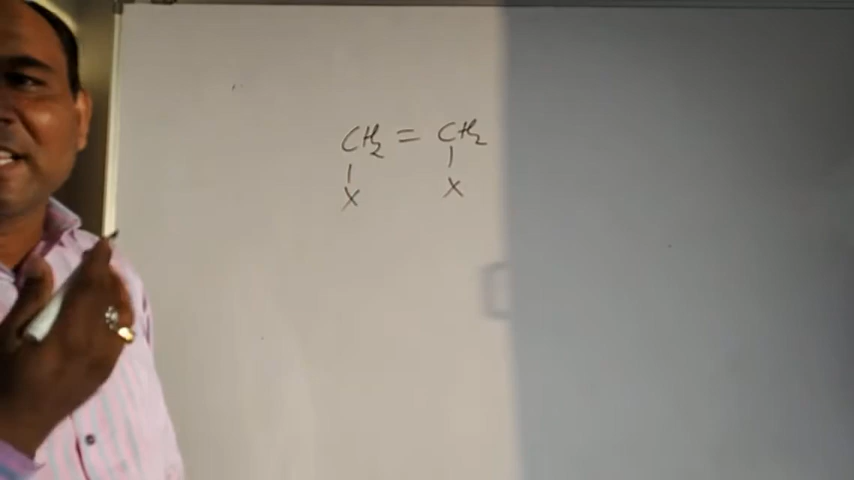 CH₂ = CH₂
| |
X X